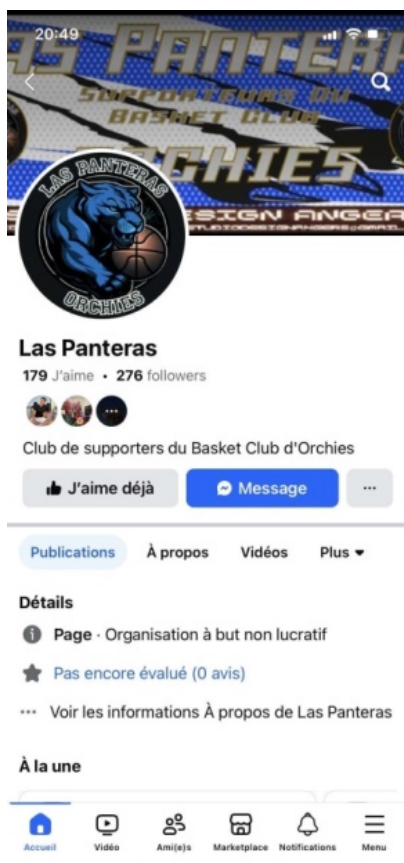 20:49
AS PANTERA
SUPPORTEURS DU
BASKET CLUB
ORCHIES
DESIGN ANGER
LAS PANTERAS
ORCHIES
Las Panteras
179 J'aime • 276 followers
Club de supporters du Basket Club d'Orchies
J'aime déjà Message ...
Publications À propos Vidéos Plus
Détails
Page · Organisation à but non lucratif
Pas encore évalué (0 avis)
... Voir les informations À propos de Las Panteras
À la une
Accueil Vidéo Ami(e)s Marketplace Notifications Menu